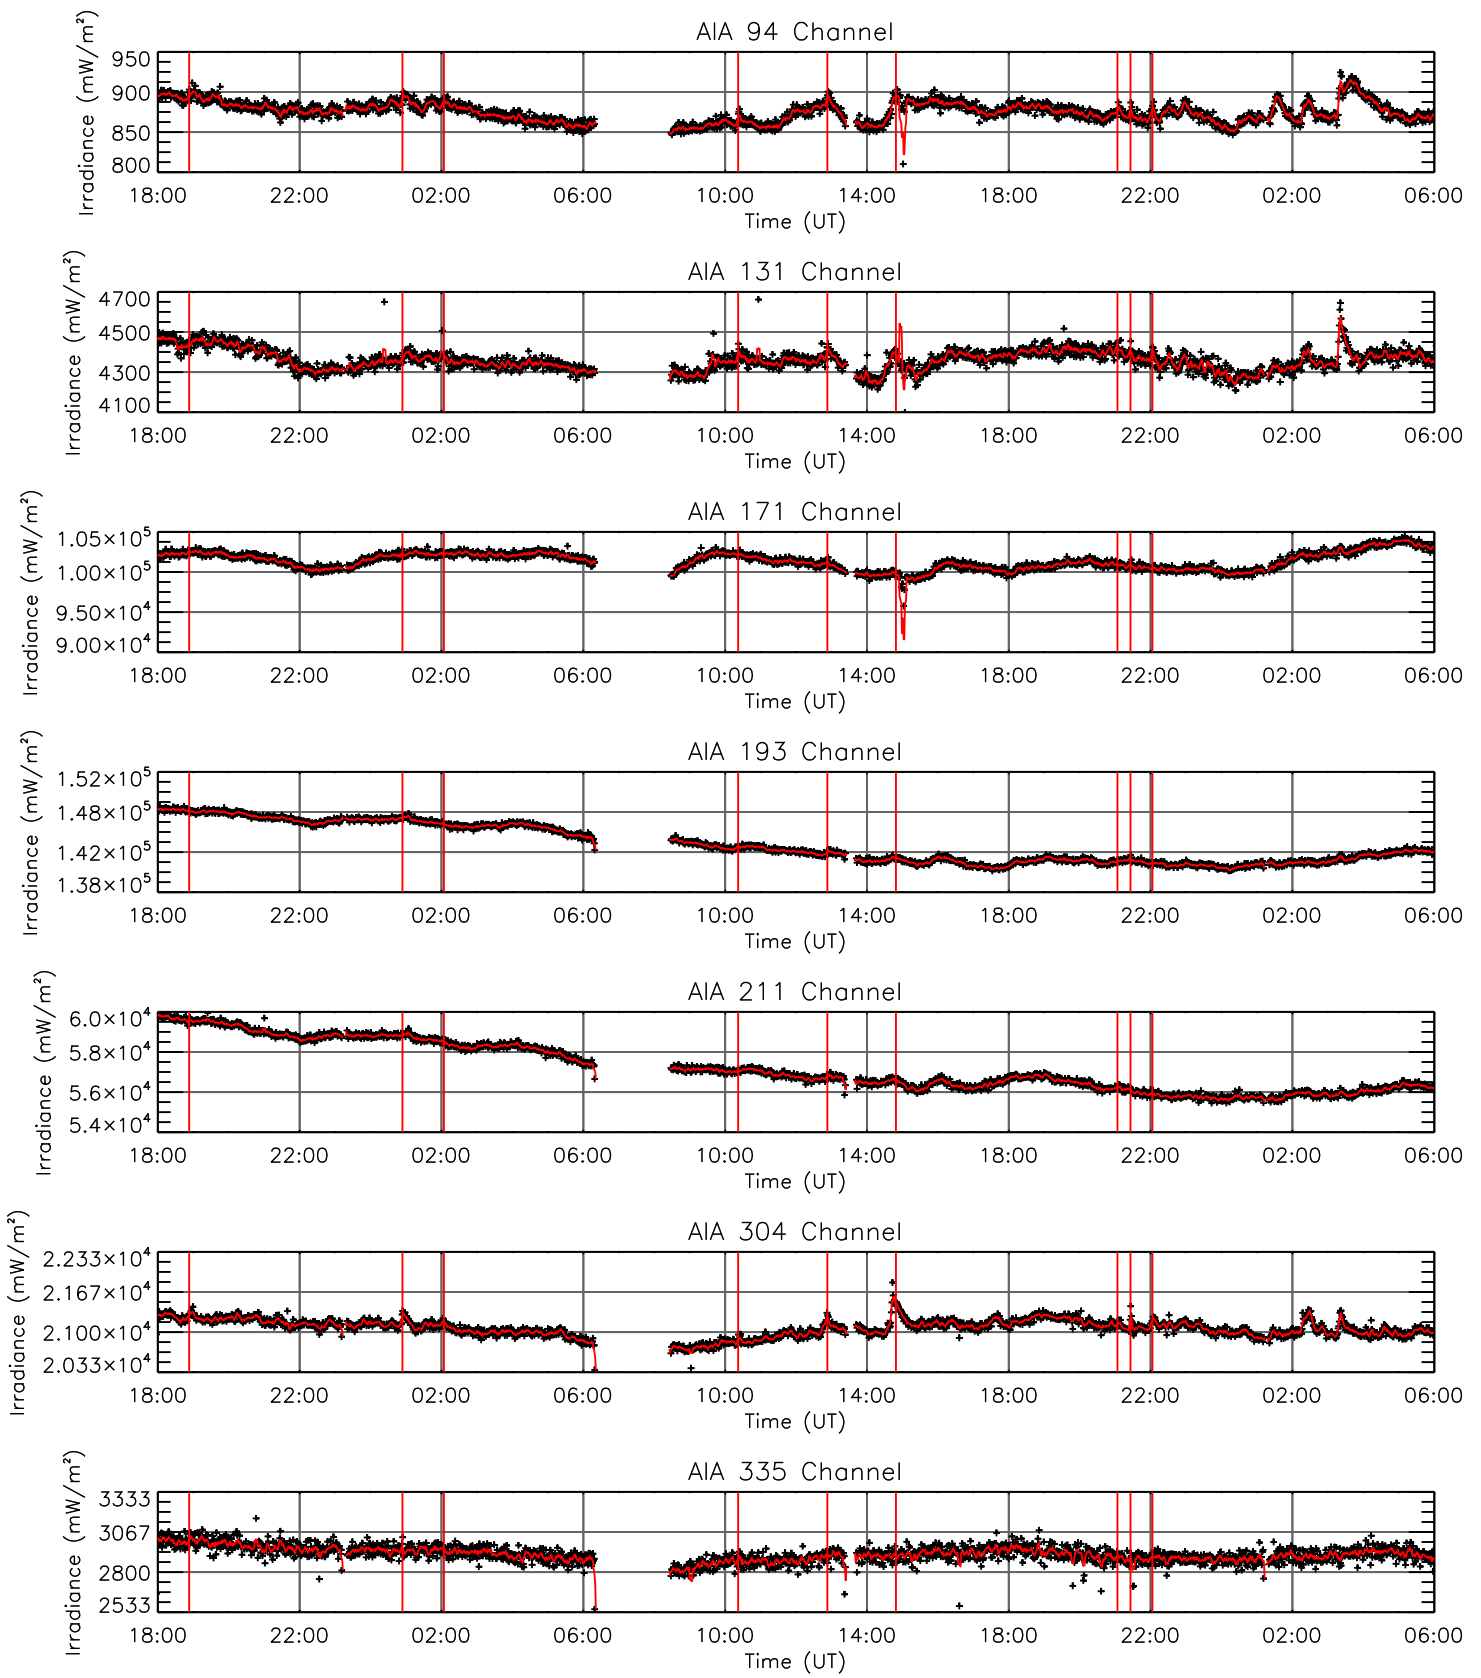 AIA 94 Channel
Irradiance (mW/m²)
950
900
850
800
18:00 22:00 02:00 06:00 10:00 14:00 18:00 22:00 02:00 06:00
Time (UT)
AIA 131 Channel
Irradiance (mW/m²)
4700
4500
4300
4100
18:00 22:00 02:00 06:00 10:00 14:00 18:00 22:00 02:00 06:00
Time (UT)
AIA 171 Channel
Irradiance (mW/m²)
1.05×10⁵
1.00×10⁵
9.50×10⁴
9.00×10⁴
18:00 22:00 02:00 06:00 10:00 14:00 18:00 22:00 02:00 06:00
Time (UT)
AIA 193 Channel
Irradiance (mW/m²)
1.52×10⁵
1.48×10⁵
1.42×10⁵
1.38×10⁵
18:00 22:00 02:00 06:00 10:00 14:00 18:00 22:00 02:00 06:00
Time (UT)
AIA 211 Channel
Irradiance (mW/m²)
6.0×10⁴
5.8×10⁴
5.6×10⁴
5.4×10⁴
18:00 22:00 02:00 06:00 10:00 14:00 18:00 22:00 02:00 06:00
Time (UT)
AIA 304 Channel
Irradiance (mW/m²)
2.233×10⁴
2.167×10⁴
2.100×10⁴
2.033×10⁴
18:00 22:00 02:00 06:00 10:00 14:00 18:00 22:00 02:00 06:00
Time (UT)
AIA 335 Channel
Irradiance (mW/m²)
3333
3067
2800
2533
18:00 22:00 02:00 06:00 10:00 14:00 18:00 22:00 02:00 06:00
Time (UT)